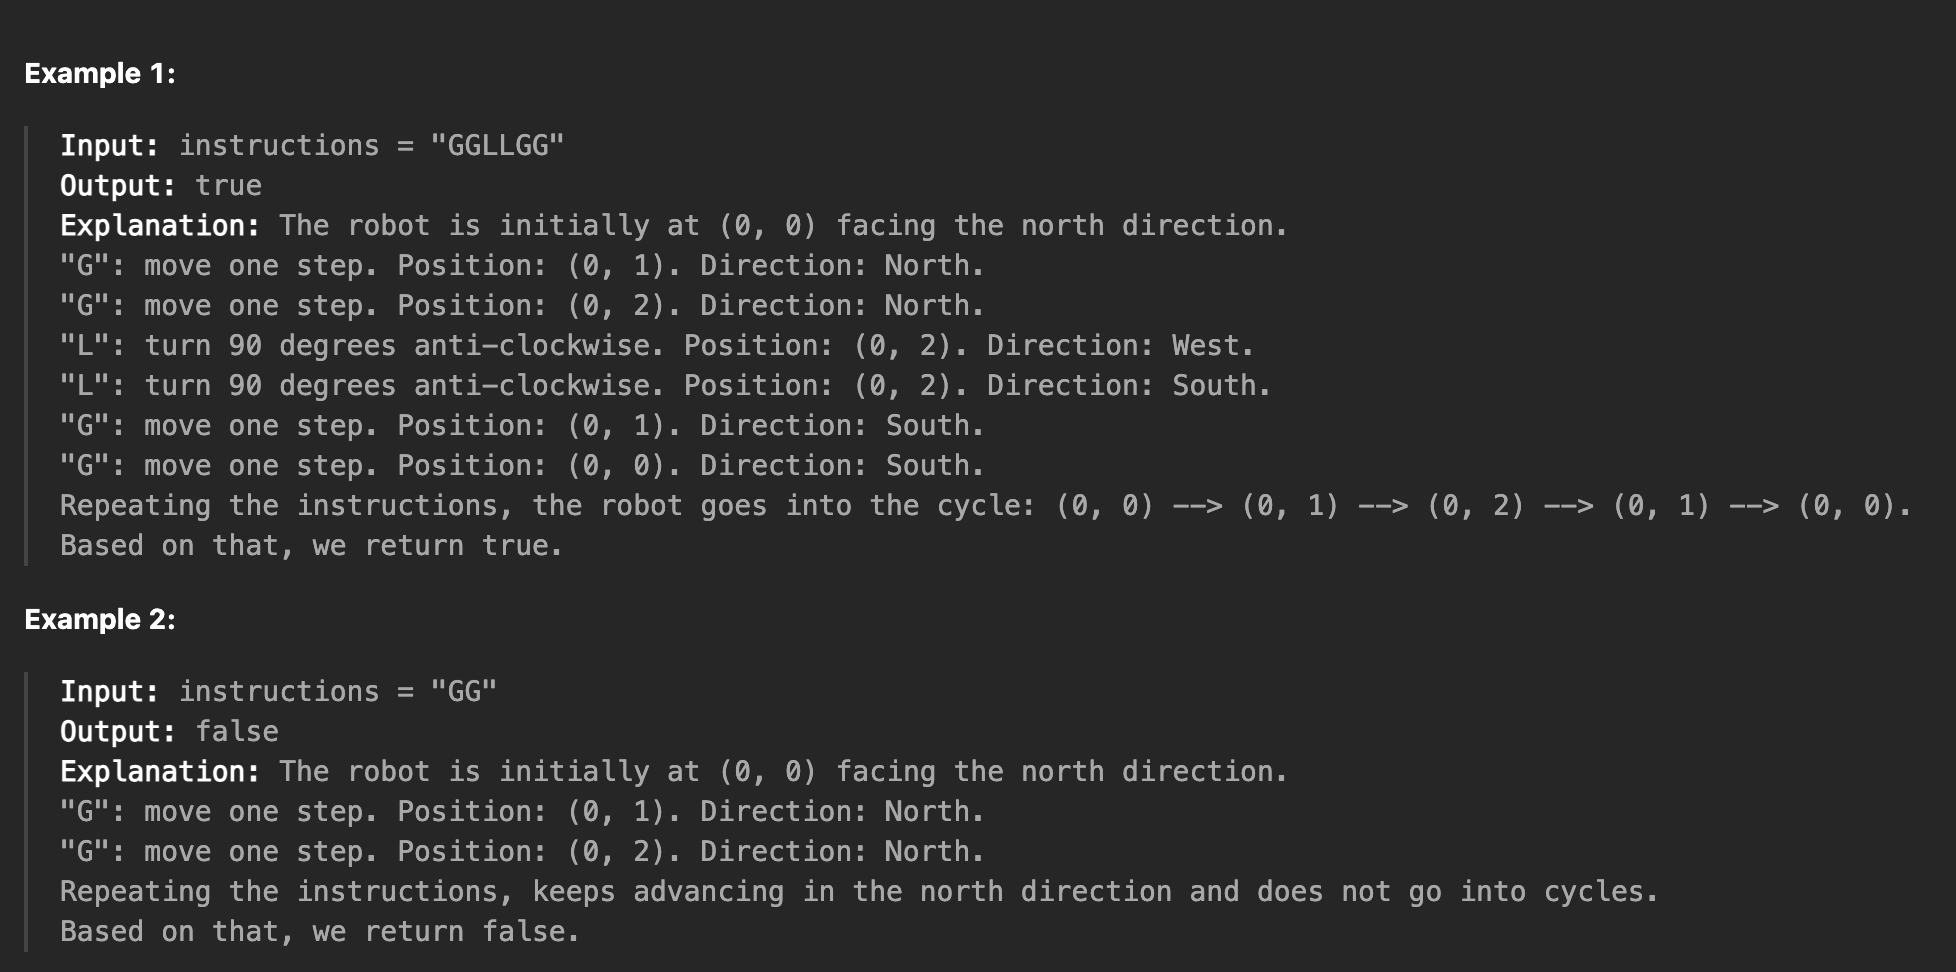 Example 1:
Input: instructions = "GGLLGG"
Output: true
Explanation: The robot is initially at (0, 0) facing the north direction.
"G": move one step. Position: (0, 1). Direction: North.
"G": move one step. Position: (0, 2). Direction: North.
"L": turn 90 degrees anti-clockwise. Position: (0, 2). Direction: West.
"L": turn 90 degrees anti-clockwise. Position: (0, 2). Direction: South.
"G": move one step. Position: (0, 1). Direction: South.
"G": move one step. Position: (0, 0). Direction: South.
Repeating the instructions, the robot goes into the cycle: (0, 0) --> (0, 1) --> (0, 2) --> (0, 1) --> (0, 0).
Based on that, we return true.
Example 2:
Input: instructions = "GG"
Output: false
Explanation: The robot is initially at (0, 0) facing the north direction.
"G": move one step. Position: (0, 1). Direction: North.
"G": move one step. Position: (0, 2). Direction: North.
Repeating the instructions, keeps advancing in the north direction and does not go into cycles.
Based on that, we return false.